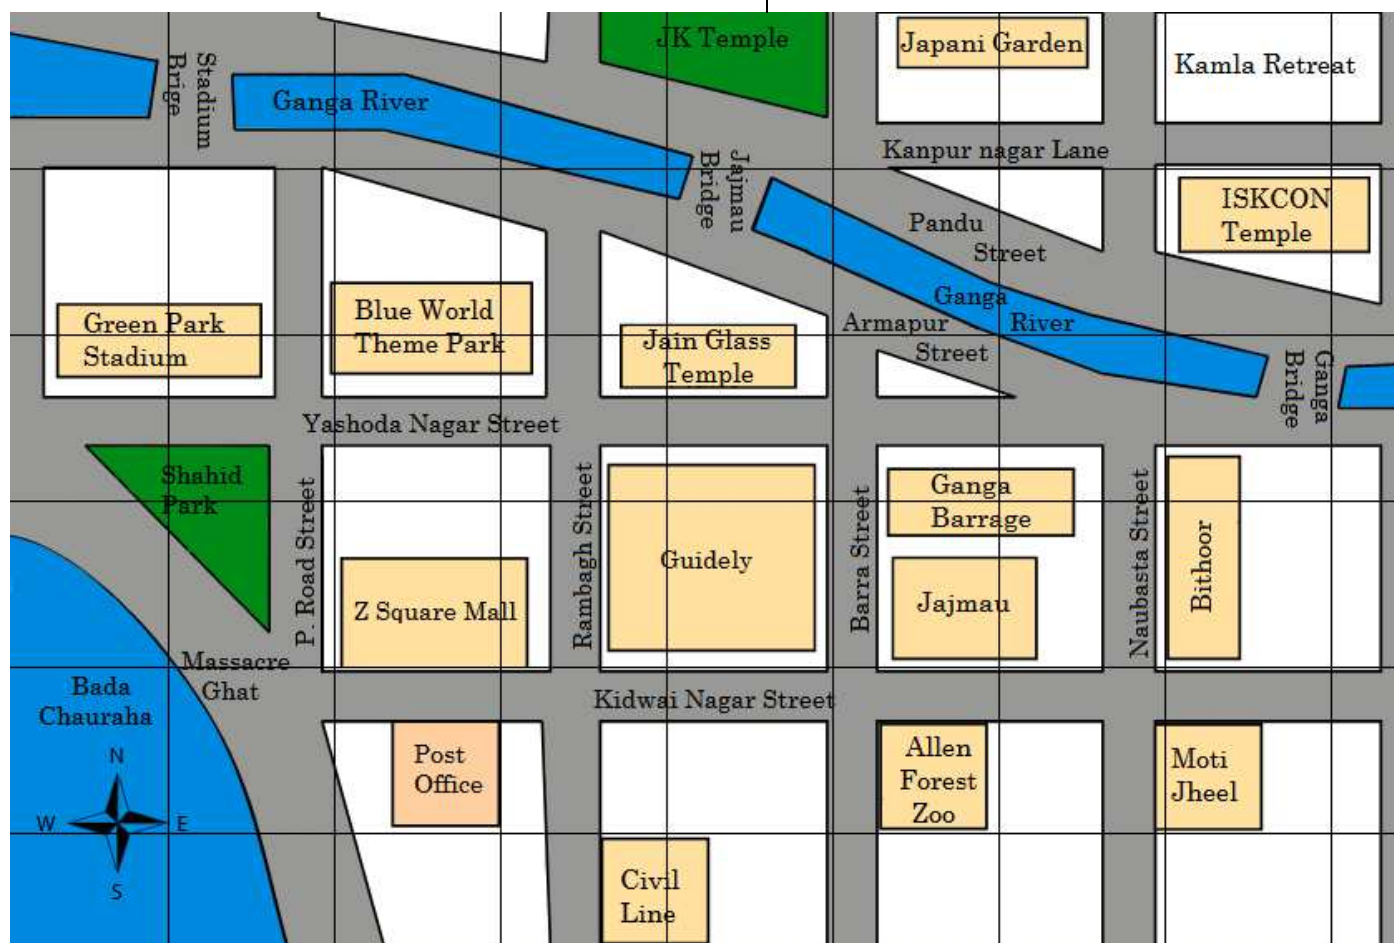 JK Temple
Japani Garden
Kamla Retreat
Stadium
Brige
Ganga River
Kanpur nagar Lane
Jajmau
Bridge
ISKCON
Temple
Pandu
Street
Ganga
River
Green Park
Stadium
Blue World
Theme Park
Jain Glass
Temple
Armapur
Street
Ganga
Bridge
Yashoda Nagar Street
Shahid
Park
P. Road Street
Rambagh Street
Guidely
Barra Street
Ganga
Barrage
Naubasta Street
Bithoor
Z Square Mall
Jajmau
Massacre
Ghat
Bada
Chauraha
Kidwai Nagar Street
Post
Office
Allen
Forest
Zoo
Moti
Jheel
N
W
E
S
Civil
Line